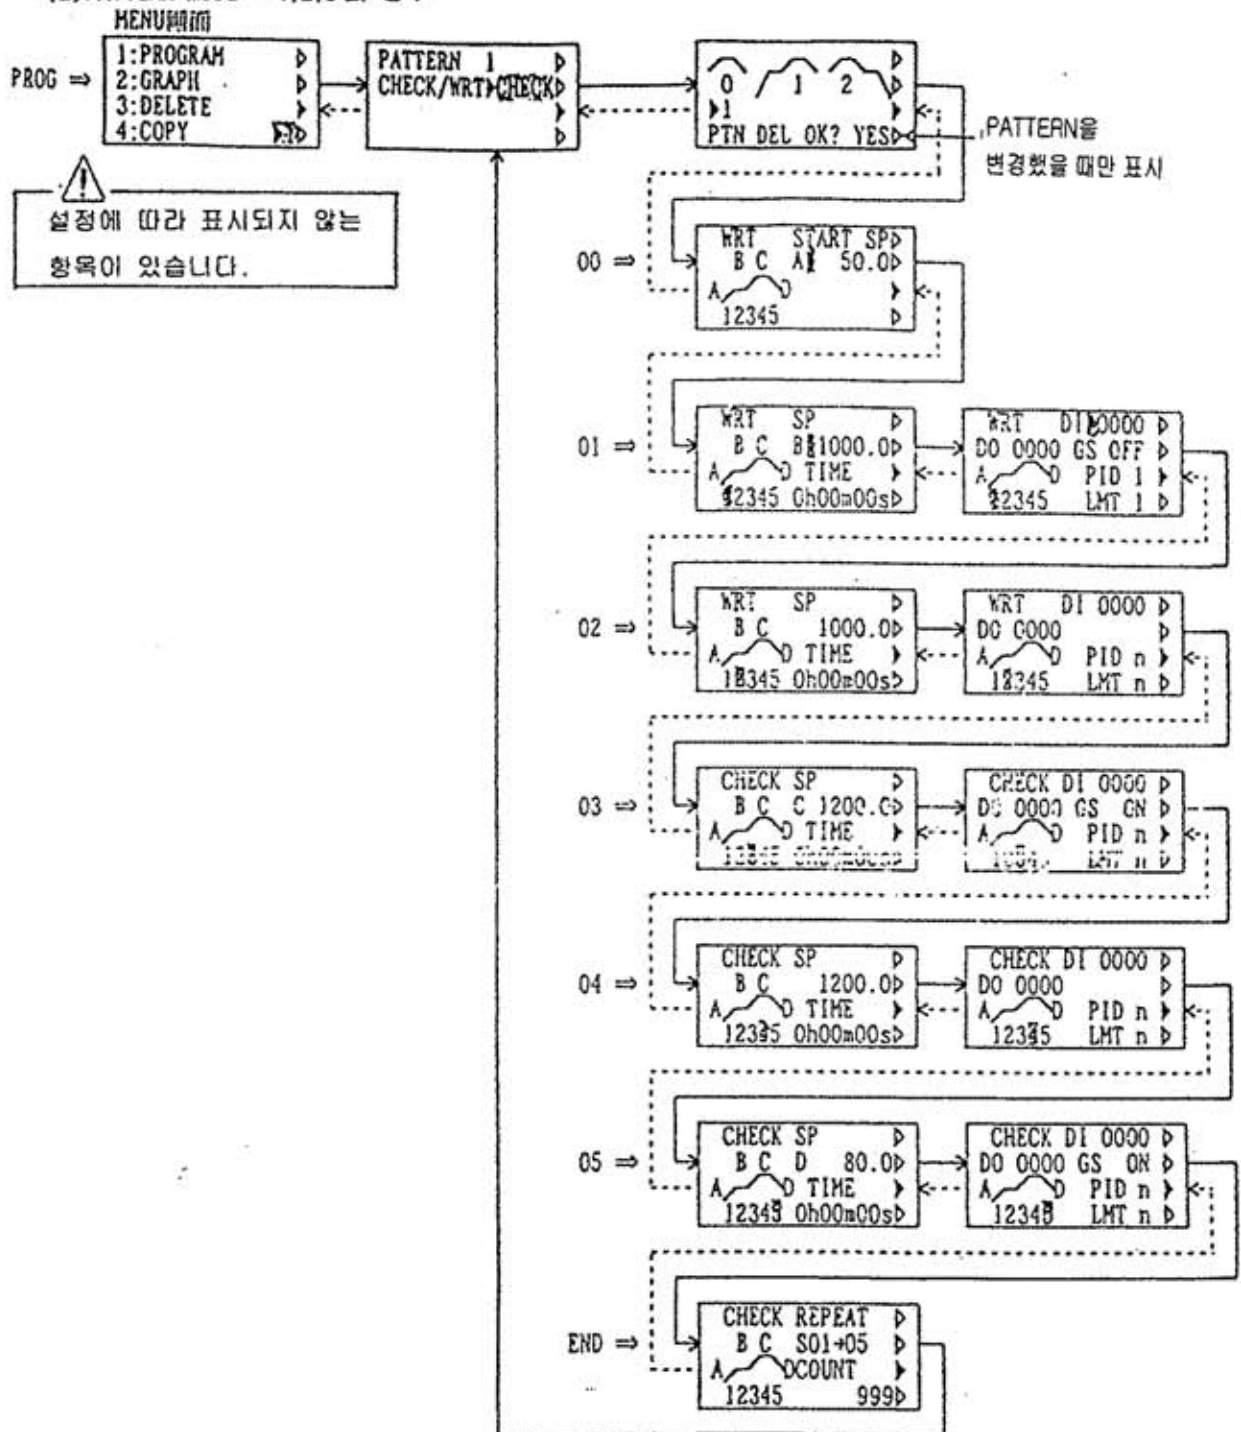 MENU画面
PROG ⇒
1:PROGRAM
2:GRAPH
3:DELETE
4:COPY
PATTERN 1
CHECK/WRT CHECK
0 1 2
1
PTN DEL OK? YES
PATTERN을
변경했을 때만 표시
설정에 따라 표시되지 않는
항목이 있습니다.
00 ⇒
WRT START SP
B C A 50.0
A D
12345
01 ⇒
WRT SP
B C B 1000.0
A D TIME
12345 0h00m00s
WRT DI 0000
DO 0000 GS OFF
A D PID 1
12345 LMT 1
02 ⇒
WRT SP
B C 1000.0
A D TIME
12345 0h00m00s
WRT DI 0000
DO 0000
A D PID n
12345 LMT n
03 ⇒
CHECK SP
B C C 1200.0
A D TIME
CHECK DI 0000
DO 0000 GS ON
A D PID n
LMT n
04 ⇒
CHECK SP
B C 1200.0
A D TIME
12345 0h00m00s
CHECK DI 0000
DO 0000
A D PID n
12345 LMT n
05 ⇒
CHECK SP
B C D 80.0
A D TIME
12345 0h00m00s
CHECK DI 0000
DO 0000 GS ON
A D PID n
12345 LMT n
END ⇒
CHECK REPEAT
B C S01→05
A DCOUNT
12345 999